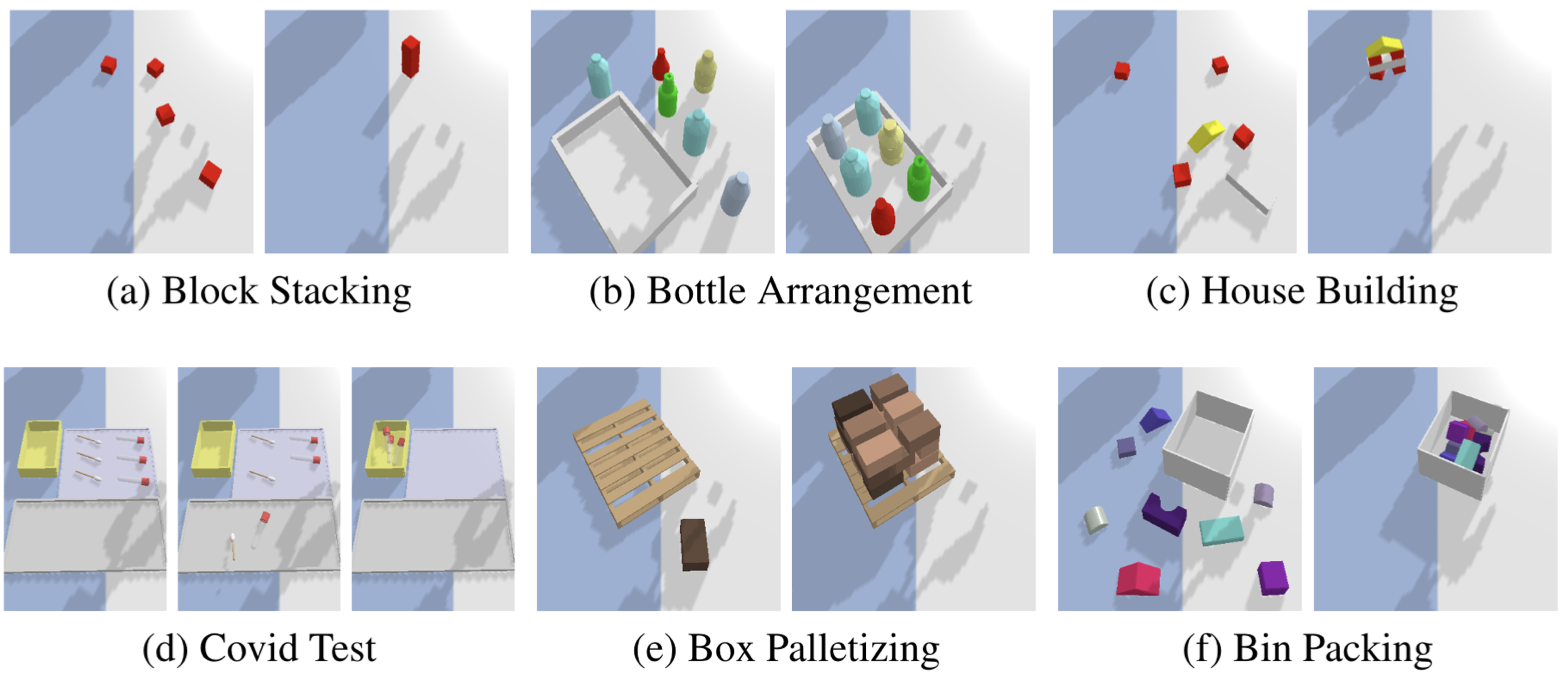 (a) Block Stacking
(b) Bottle Arrangement
(c) House Building
(d) Covid Test
(e) Box Palletizing
(f) Bin Packing